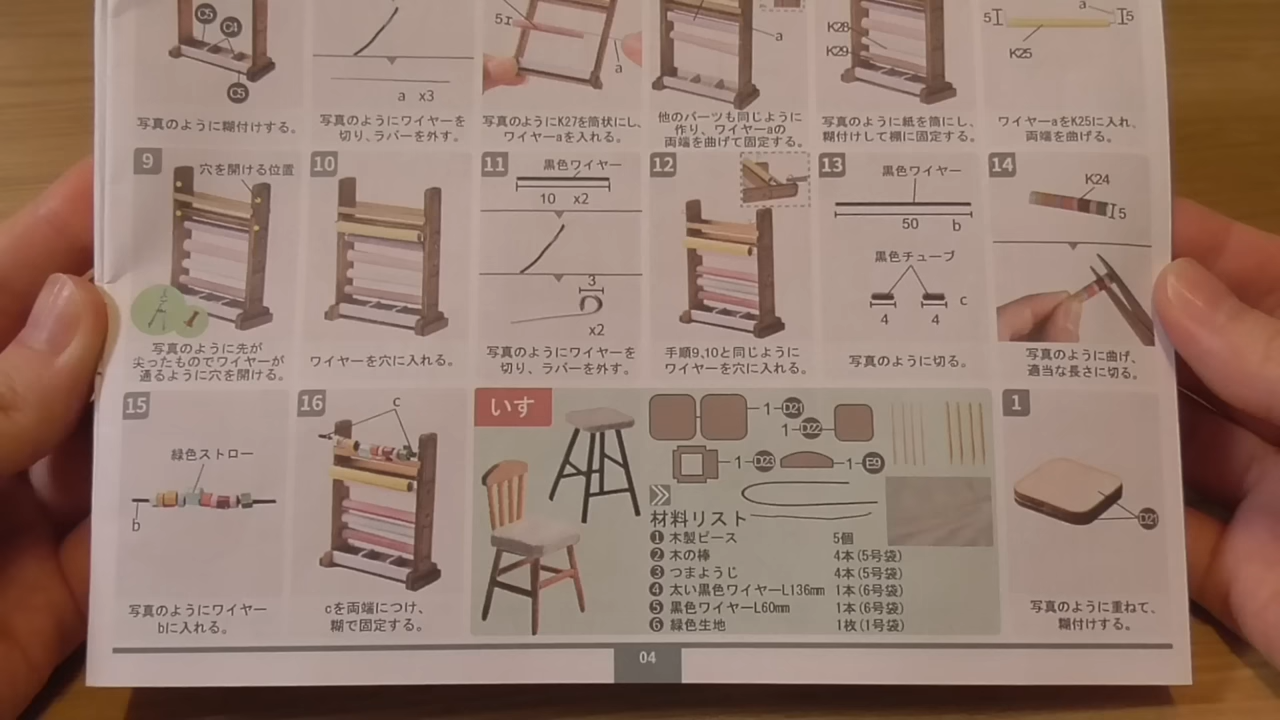 C5
C4
C5
a x3
写真のように糊付けする。
写真のようにワイヤーを
切り、ラバーを外す。
5
a
写真のようにK27を筒状にし、
ワイヤーaを入れる。
a
他のパーツも同じように
作り、ワイヤーaの
両端を曲げて固定する。
K28
K29
写真のように紙を筒にし、
糊付けして棚に固定する。
a
5
5
K25
ワイヤーaをK25に入れ、
両端を曲げる。
9
穴を開ける位置
写真のように先が
尖ったものでワイヤーが
通るように穴を開ける。
10
ワイヤーを穴に入れる。
11
黒色ワイヤー
10 x2
3
x2
写真のようにワイヤーを
切り、ラバーを外す。
12
手順9,10と同じように
ワイヤーを穴に入れる。
13
黒色ワイヤー
50 b
黒色チューブ
4 4 c
写真のように切る。
14
K24
5
写真のように曲げ、
適当な長さに切る。
15
緑色ストロー
b
写真のようにワイヤー
bに入れる。
16
c
cを両端につけ、
糊で固定する。
いす
1 D21
1 D22
1 D23
1 E9
材料リスト
1 木製ピース 5個
2 木の棒 4本(5号袋)
3 つまようじ 4本(5号袋)
4 太い黒色ワイヤーL136mm 1本(6号袋)
5 黒色ワイヤーL60mm 1本(6号袋)
6 緑色生地 1枚(1号袋)
1
D21
写真のように重ねて、
糊付けする。
04